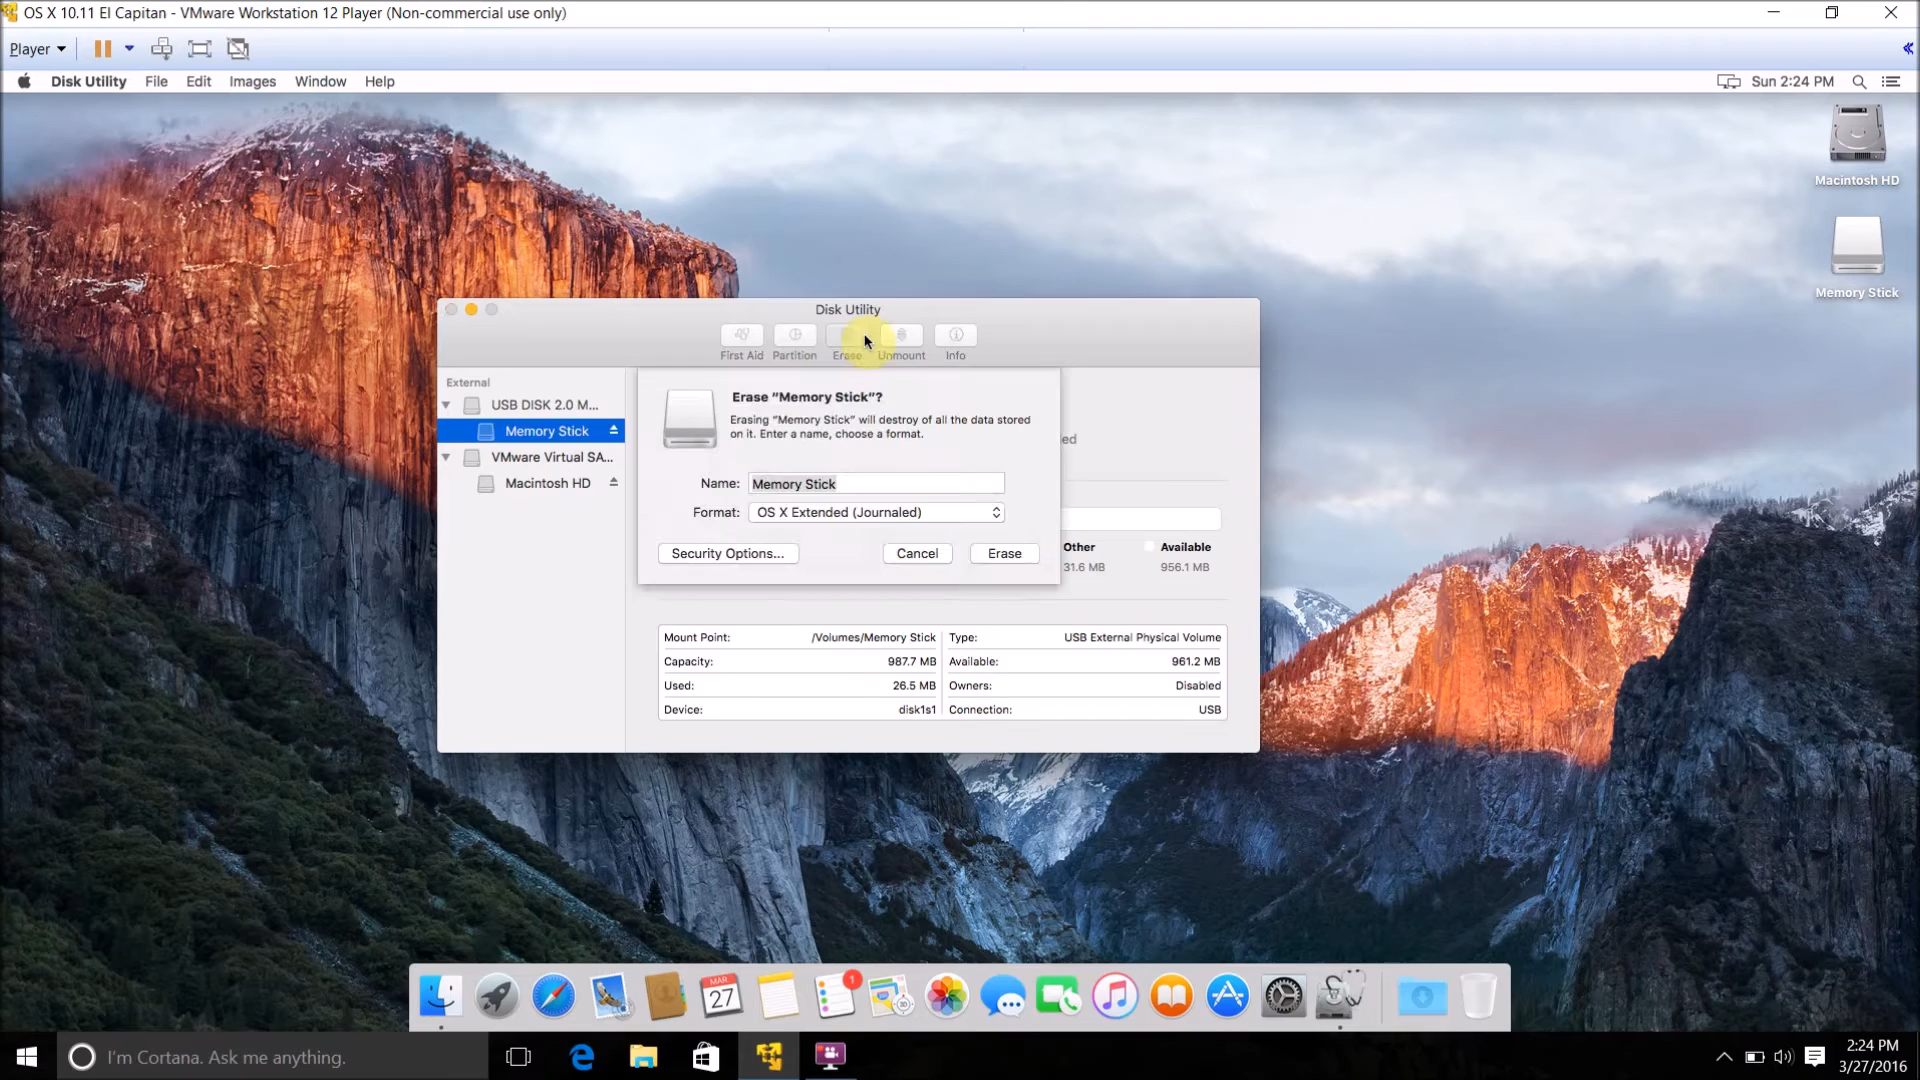 OS X 10.11 El Capitan - VMware Workstation 12 Player (Non-commercial use only)
Player
Disk Utility File Edit Images Window Help
Sun 2:24 PM
Macintosh HD
Memory Stick
Disk Utility
First Aid Partition Erase Unmount Info
External
USB DISK 2.0 M...
Memory Stick
VMware Virtual SA...
Macintosh HD
Erase “Memory Stick”?
Erasing “Memory Stick” will destroy of all the data stored
on it. Enter a name, choose a format.
Name: Memory Stick
Format: OS X Extended (Journaled)
Security Options... Cancel Erase
ed
Other Available
31.6 MB 956.1 MB
Mount Point: /Volumes/Memory Stick Type: USB External Physical Volume
Capacity: 987.7 MB Available: 961.2 MB
Used: 26.5 MB Owners: Disabled
Device: disk1s1 Connection: USB
MAR
27
1
I'm Cortana. Ask me anything.
2:24 PM
3/27/2016